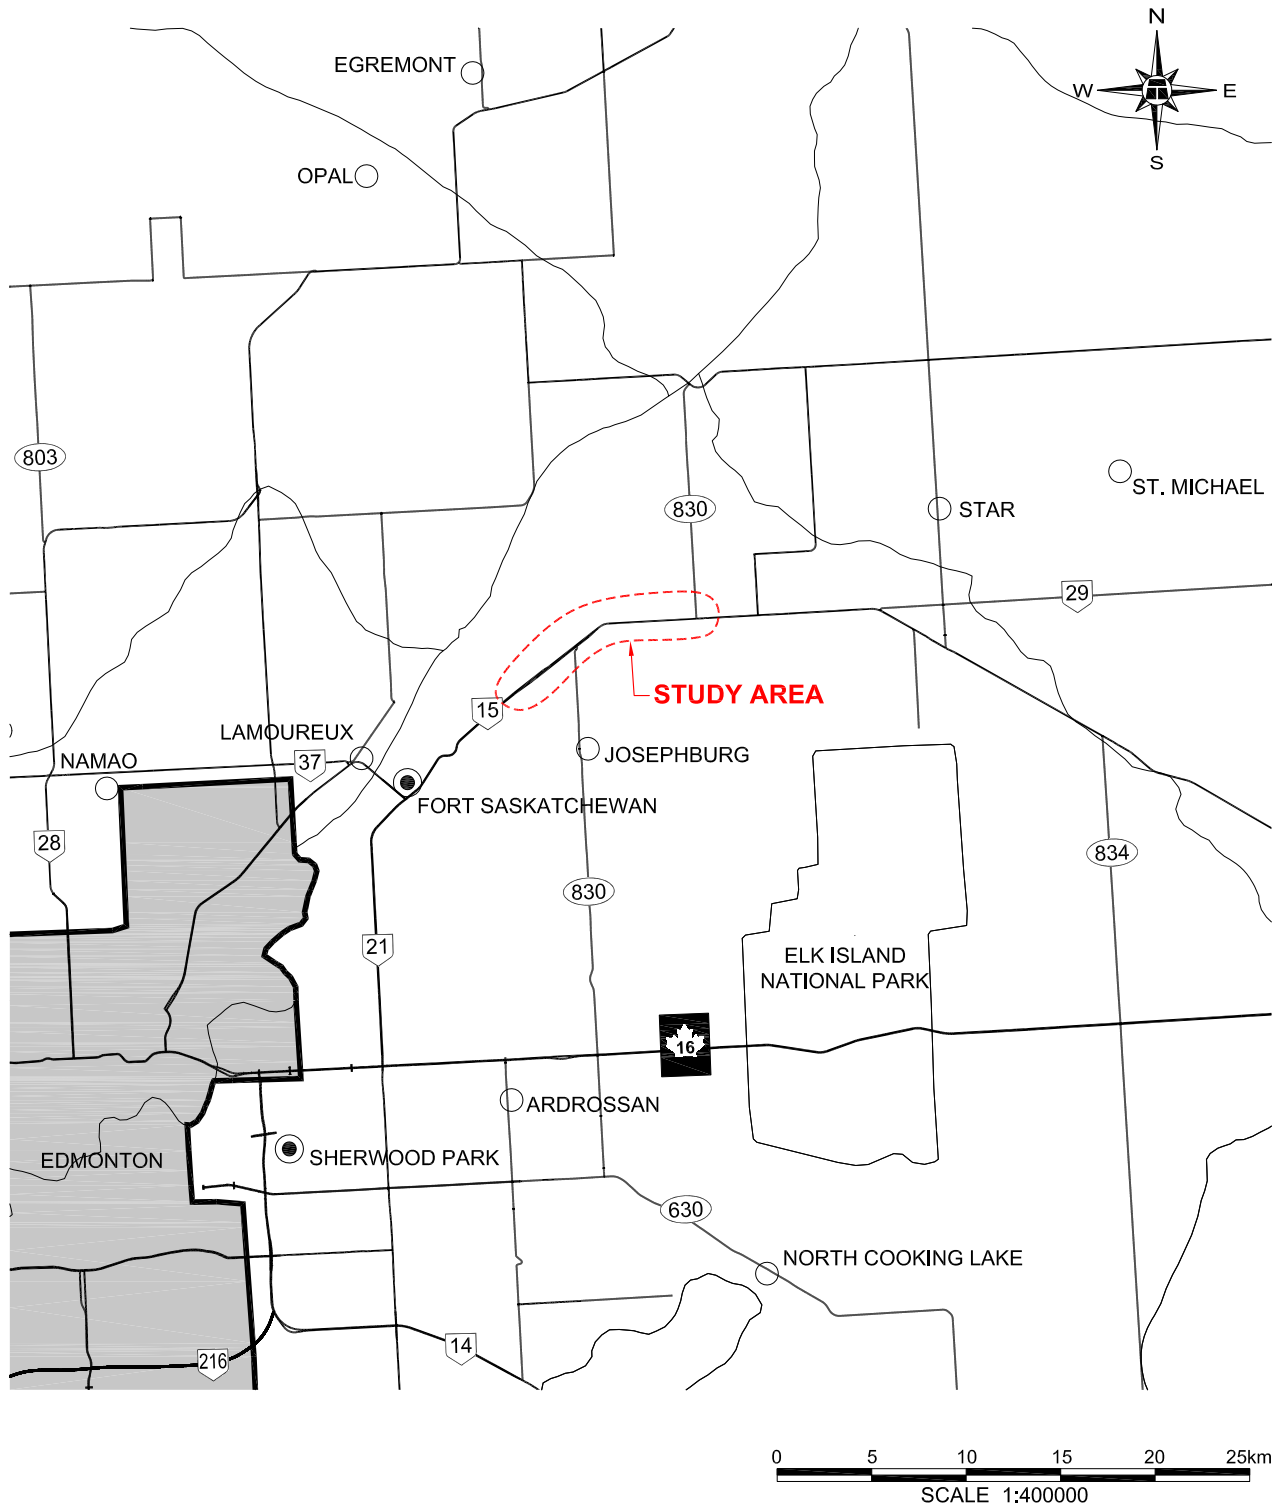 N
EGREMONT
W
E
S
OPAL
803
ST. MICHAEL
830
STAR
29
STUDY AREA
15
LAMOUREUX
37
JOSEPHBURG
NAMAO
FORT SASKATCHEWAN
28
834
830
21
ELK ISLAND
NATIONAL PARK
16
ARDROSSAN
EDMONTON
SHERWOOD PARK
630
NORTH COOKING LAKE
14
216
0 5 10 15 20 25km
SCALE 1:400000